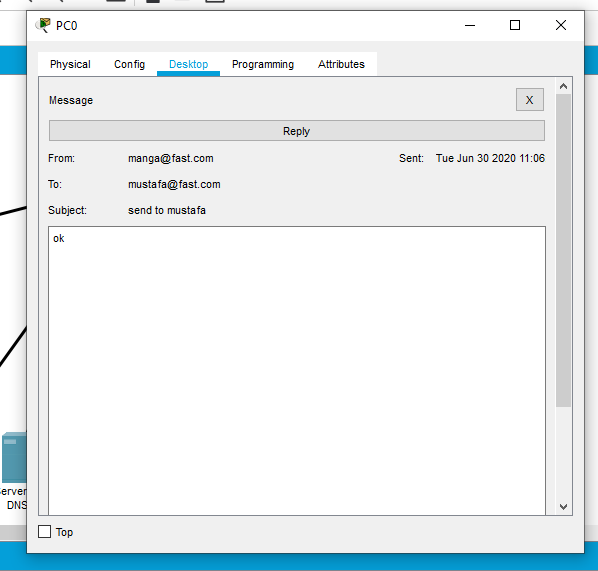 PC0
Physical Config Desktop Programming Attributes
Message X
Reply
From: manga@fast.com Sent: Tue Jun 30 2020 11:06
To: mustafa@fast.com
Subject: send to mustafa
ok
DNS
Top